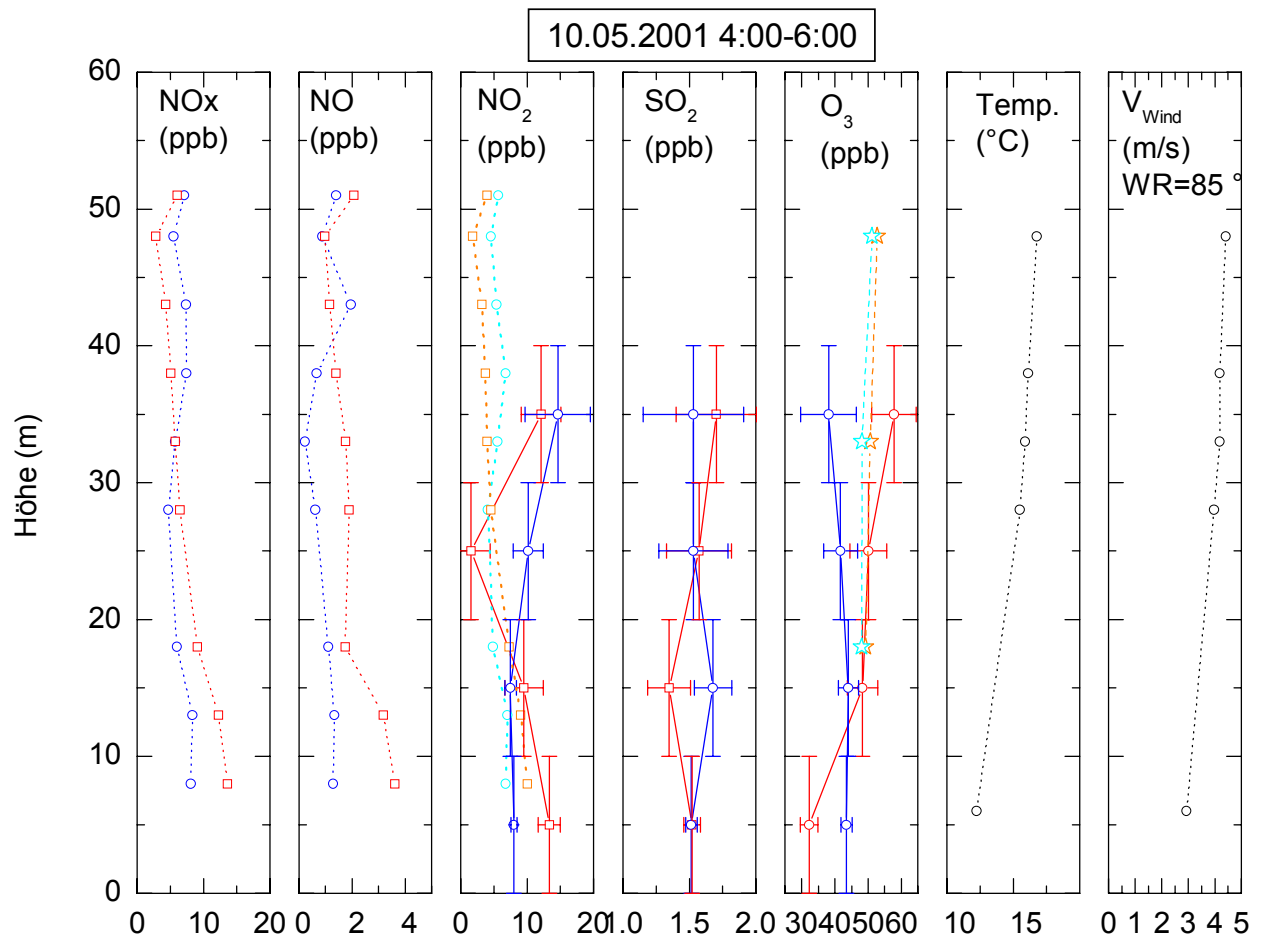 10.05.2001 4:00-6:00
Höhe (m)
60
50
40
30
20
10
0
NOx
(ppb)
0 10 20
NO
(ppb)
0 2 4
NO2
(ppb)
0 10 20
SO2
(ppb)
1.0 1.5 2.0
O3
(ppb)
30 40 50 60
Temp.
(°C)
10 15
VWind
(m/s)
WR=85 °
0 1 2 3 4 5